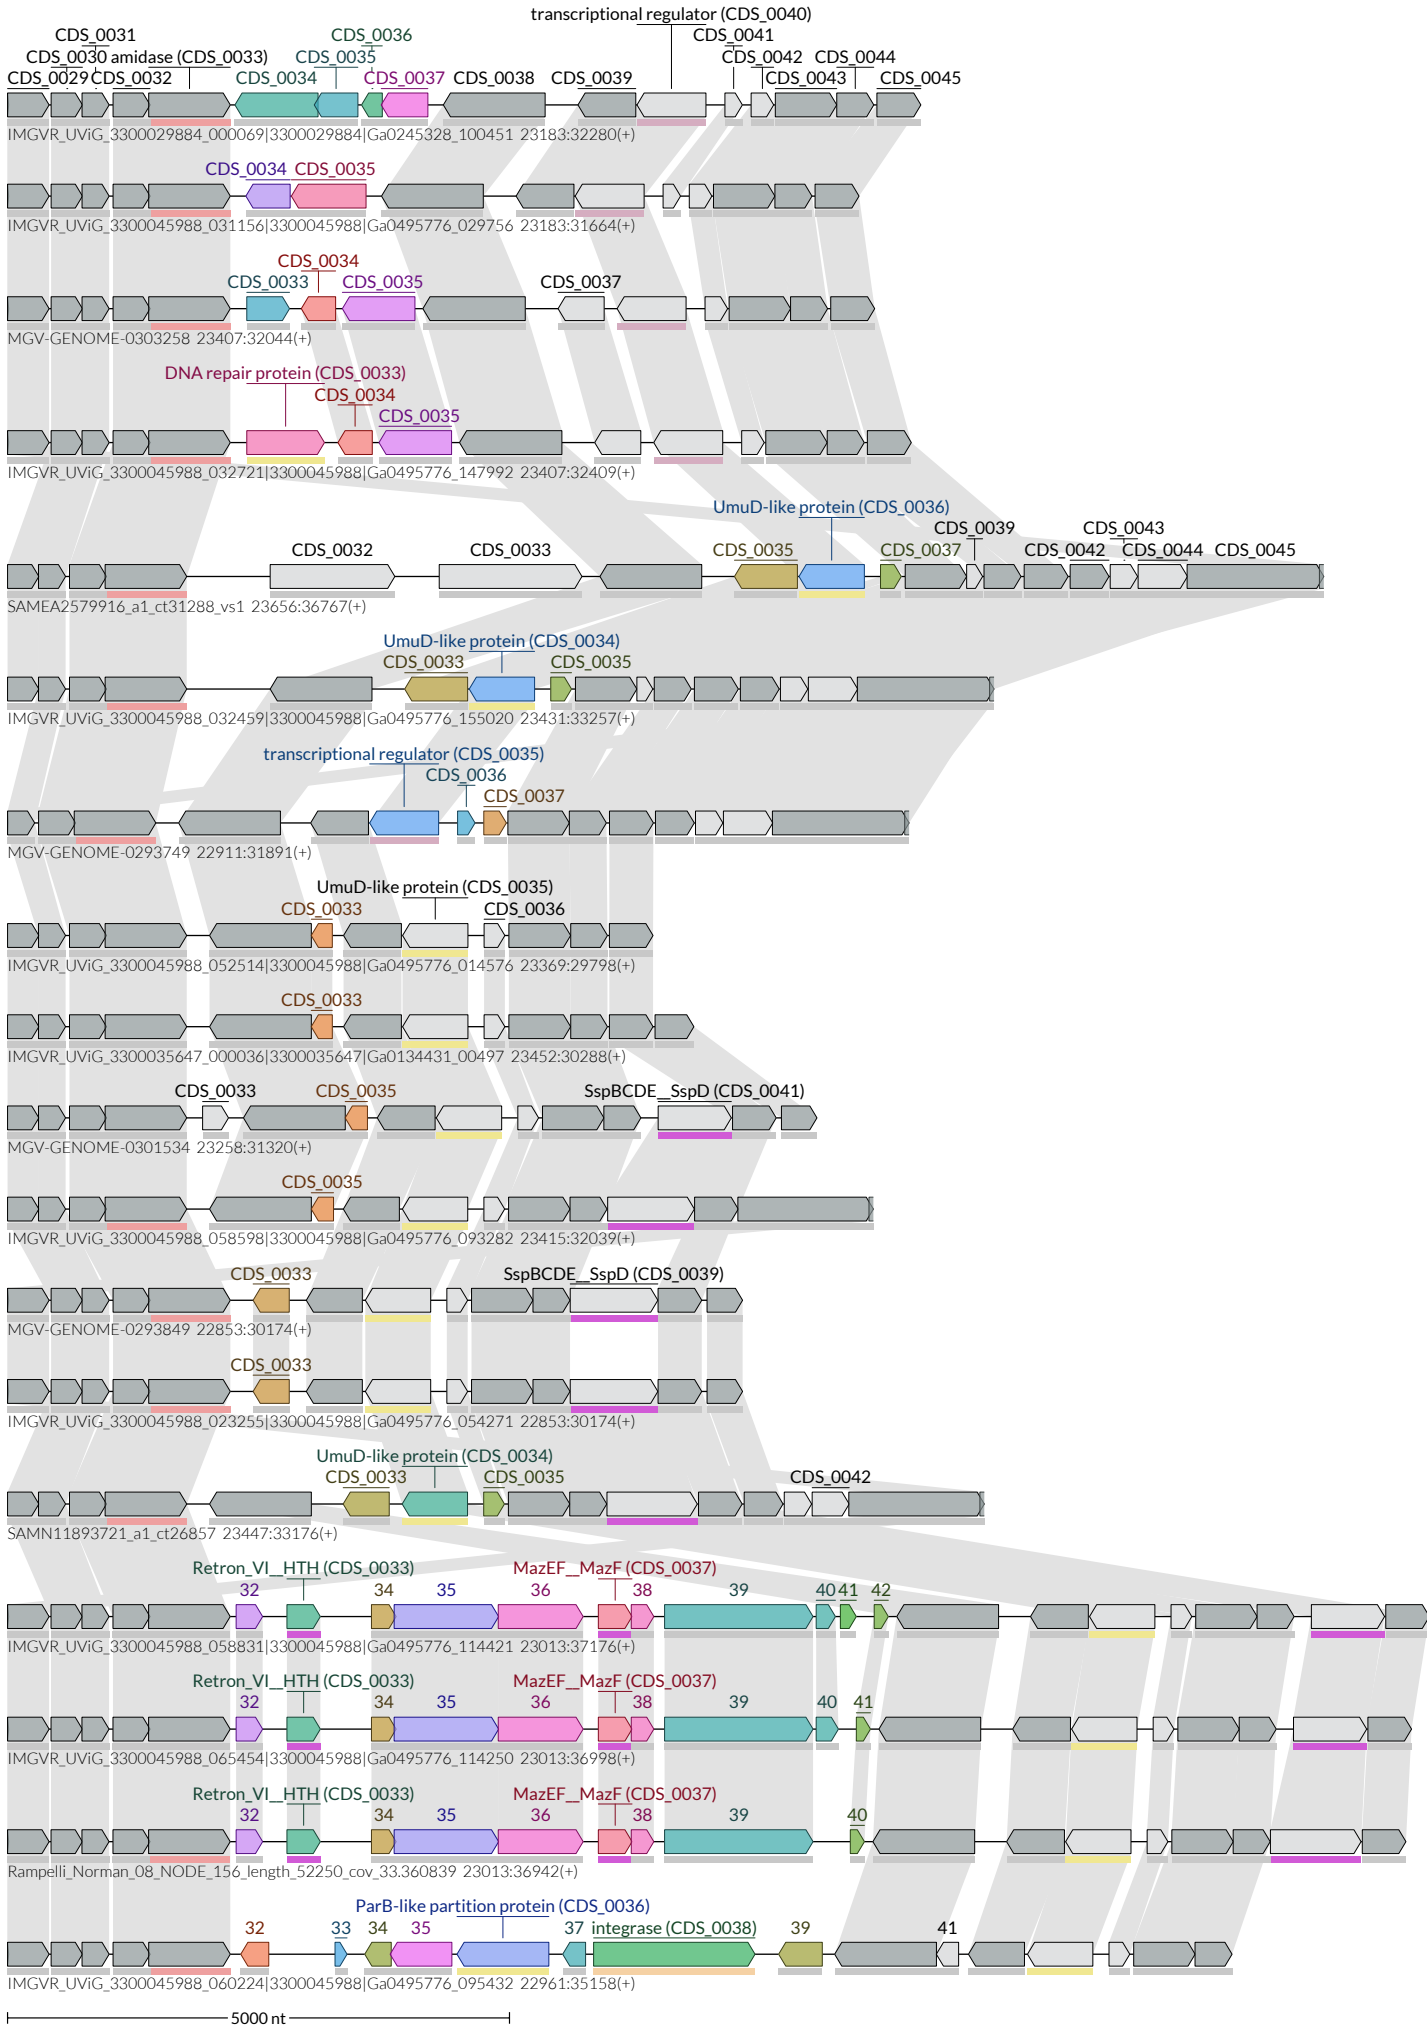 transcriptional regulator (CDS_0040)
CDS_0031 CDS_0036 CDS_0041
CDS_0030 amidase (CDS_0033) CDS_0035 CDS_0042 CDS_0044
CDS_0029 CDS_0032 CDS_0034 CDS_0037 CDS_0038 CDS_0039 CDS_0043 CDS_0045
IMGVR_UViG_3300029884_000069|3300029884|Ga0245328_100451 23183:32280(+)
CDS_0034 CDS_0035
IMGVR_UViG_3300045988_031156|3300045988|Ga0495776_029756 23183:31664(+)
CDS_0034
CDS_0033 CDS_0035 CDS_0037
MGV-GENOME-0303258 23407:32044(+)
DNA repair protein (CDS_0033)
CDS_0034
CDS_0035
IMGVR_UViG_3300045988_032721|3300045988|Ga0495776_147992 23407:32409(+)
UmuD-like protein (CDS_0036)
CDS_0039 CDS_0043
CDS_0032 CDS_0033 CDS_0035 CDS_0037 CDS_0042 CDS_0044 CDS_0045
SAMEA2579916_a1_ct31288_vs1 23656:36767(+)
UmuD-like protein (CDS_0034)
CDS_0033 CDS_0035
IMGVR_UViG_3300045988_032459|3300045988|Ga0495776_155020 23431:33257(+)
transcriptional regulator (CDS_0035)
CDS_0036
CDS_0037
MGV-GENOME-0293749 22911:31891(+)
UmuD-like protein (CDS_0035)
CDS_0033 CDS_0036
IMGVR_UViG_3300045988_052514|3300045988|Ga0495776_014576 23369:29798(+)
CDS_0033
IMGVR_UViG_3300035647_000036|3300035647|Ga0134431_00497 23452:30288(+)
CDS_0033 CDS_0035 SspBCDE__SspD (CDS_0041)
MGV-GENOME-0301534 23258:31320(+)
CDS_0035
IMGVR_UViG_3300045988_058598|3300045988|Ga0495776_093282 23415:32039(+)
CDS_0033 SspBCDE__SspD (CDS_0039)
MGV-GENOME-0293849 22853:30174(+)
CDS_0033
IMGVR_UViG_3300045988_023255|3300045988|Ga0495776_054271 22853:30174(+)
UmuD-like protein (CDS_0034)
CDS_0033 CDS_0035 CDS_0042
SAMN11893721_a1_ct26857 23447:33176(+)
Retron_VI__HTH (CDS_0033) MazEF__MazF (CDS_0037)
32 34 35 36 38 39 40 41 42
IMGVR_UViG_3300045988_058831|3300045988|Ga0495776_114421 23013:37176(+)
Retron_VI__HTH (CDS_0033) MazEF__MazF (CDS_0037)
32 34 35 36 38 39 40 41
IMGVR_UViG_3300045988_065454|3300045988|Ga0495776_114250 23013:36998(+)
Retron_VI__HTH (CDS_0033) MazEF__MazF (CDS_0037)
32 34 35 36 38 39 40
Rampelli_Norman_08_NODE_156_length_52250_cov_33.360839 23013:36942(+)
ParB-like partition protein (CDS_0036)
32 33 34 35 37 integrase (CDS_0038) 39 41
IMGVR_UViG_3300045988_060224|3300045988|Ga0495776_095432 22961:35158(+)
5000 nt